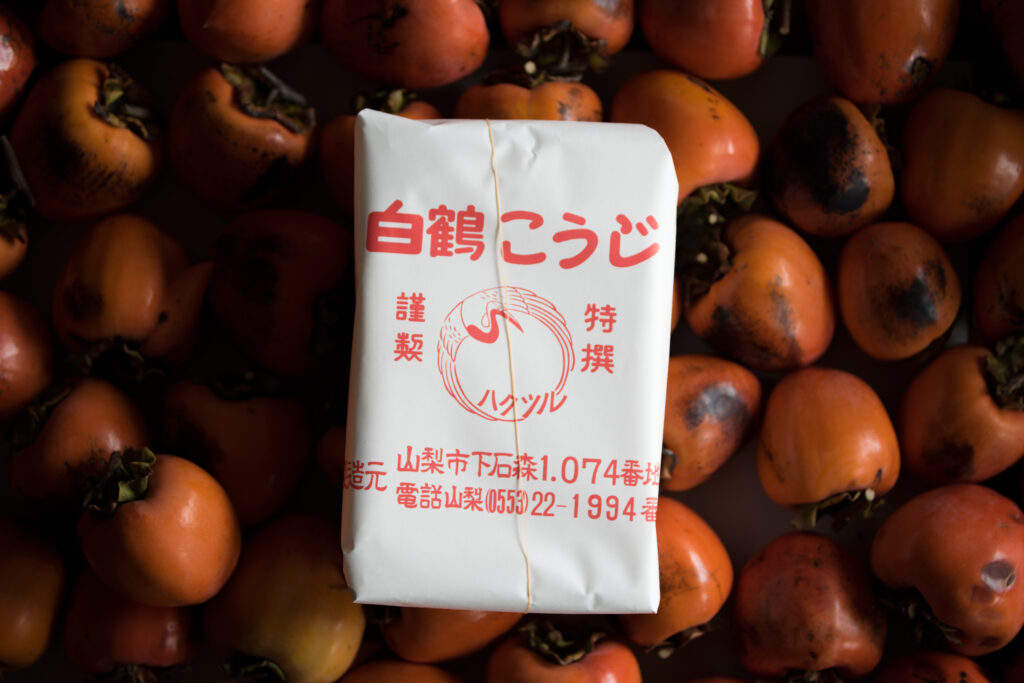 白鶴こうじ
謹製
特撰
ハクツル
製造元
山梨市下石森1.074番地
電話山梨(0553)22-1994番